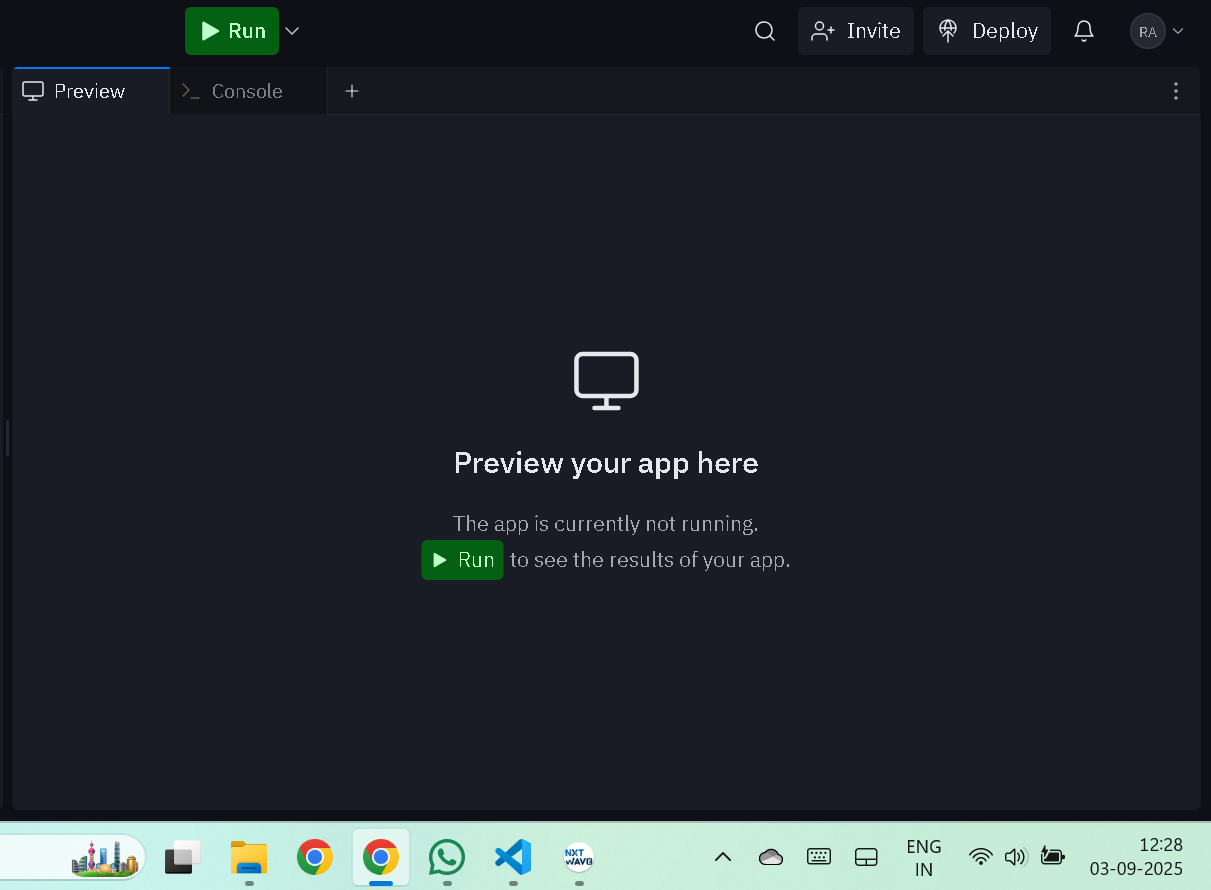 Run
Invite
Deploy
RA
Preview
>_ Console
+
Preview your app here
The app is currently not running.
Run to see the results of your app.
NXT
WAVE
ENG
IN
12:28
03-09-2025